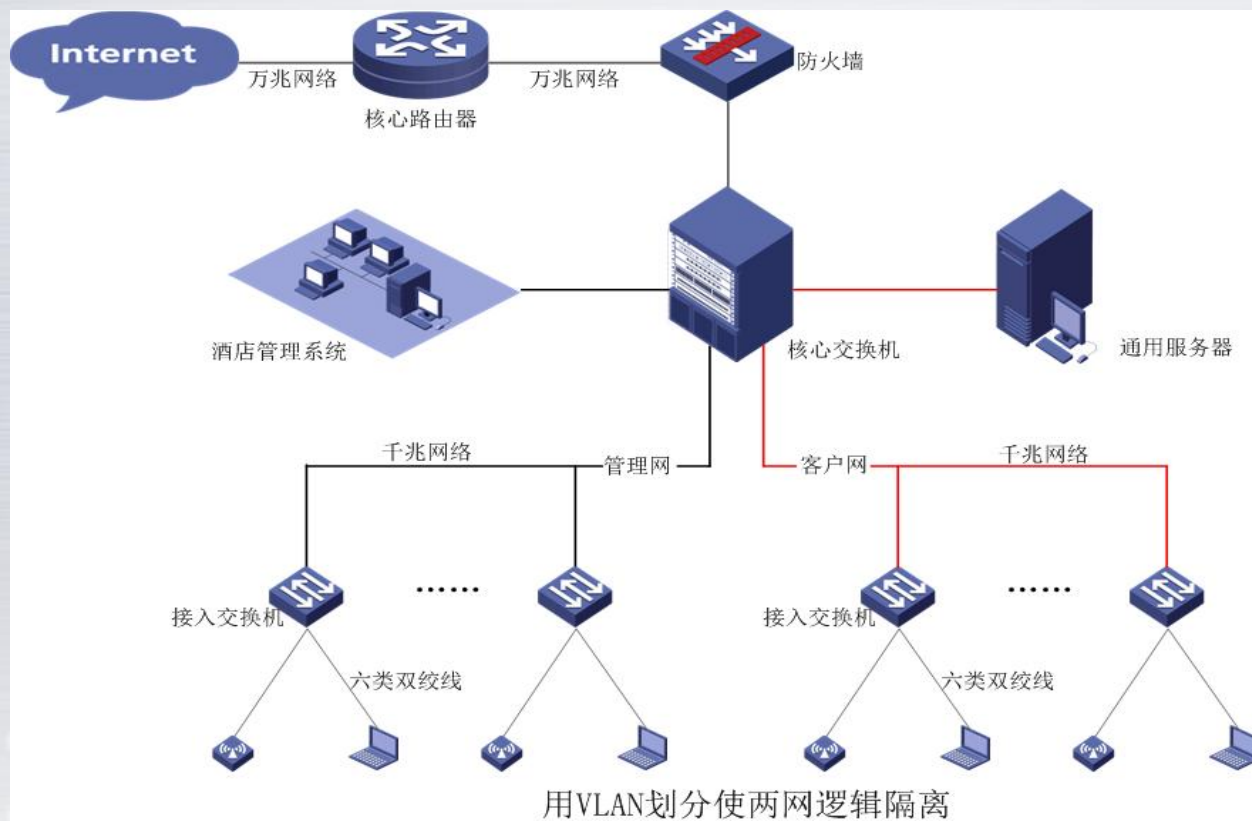 Internet
万兆网络
核心路由器
万兆网络
防火墙
酒店管理系统
核心交换机
通用服务器
千兆网络
管理网
客户网
千兆网络
接入交换机
......
接入交换机
......
六类双绞线
六类双绞线
用VLAN划分使两网逻辑隔离